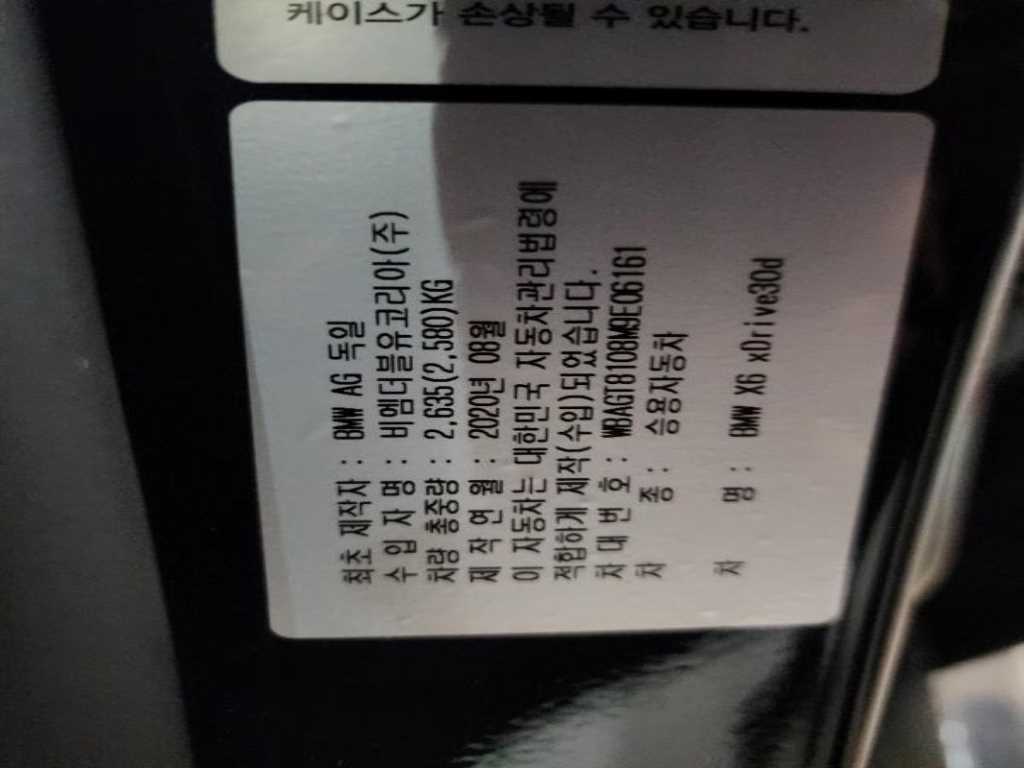 케이스가 손상될 수 있습니다.
최초 제작자 : BMW AG 독일
수 입 자 명 : 비엠더블유코리아(주)
차량 총중량 : 2,635(2,580)KG
제 작 연 월 : 2020년 08월
이 자동차는 대한민국 자동차관리법령에
적합하게 제작(수입)되었습니다.
차 대 번 호 : WBAGT8108M9E06161
차 종 : 승용자동차
차 명 : BMW X6 xDrive30d